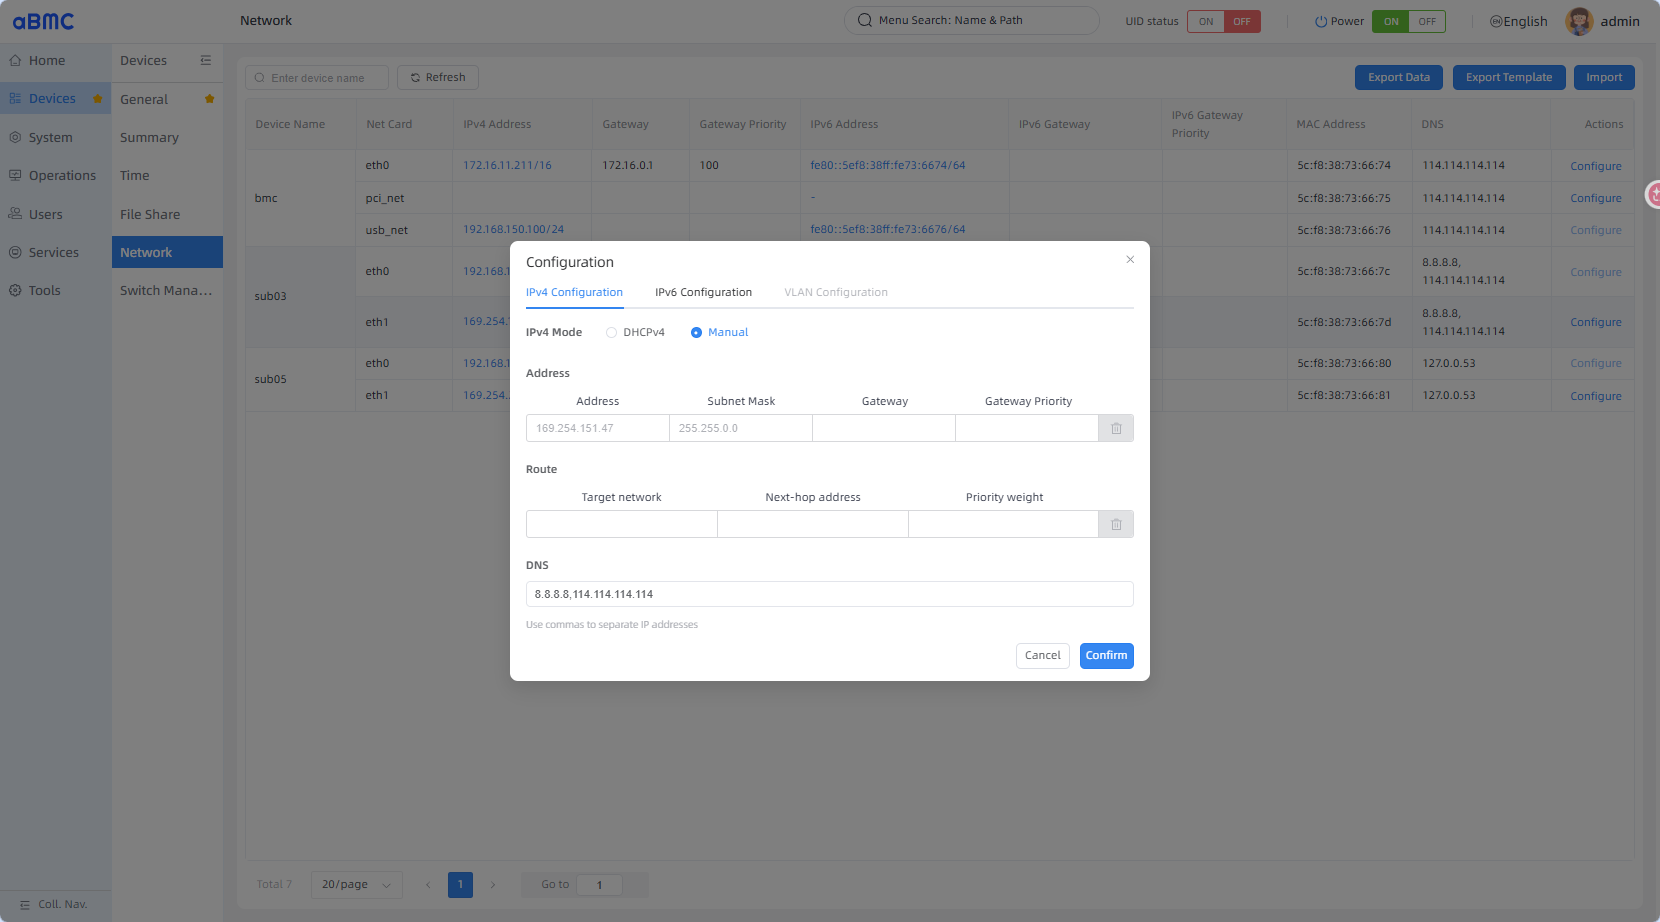 aBMC
Network
Menu Search: Name & Path
UID status
ON
OFF
Power
ON
OFF
English
admin
Home
Devices
System
Operations
Users
Services
Tools
Coll. Nav.
Devices
General
Summary
Time
File Share
Network
Switch Mana...
Enter device name
Refresh
Export Data
Export Template
Import
Device Name
Net Card
IPv4 Address
Gateway
Gateway Priority
IPv6 Address
IPv6 Gateway
IPv6 Gateway
Priority
MAC Address
DNS
Actions
bmc
eth0
172.16.11.211/16
172.16.0.1
100
fe80::5ef8:38ff:fe73:6674/64
5c:f8:38:73:66:74
114.114.114.114
Configure
pci_net
-
5c:f8:38:73:66:75
114.114.114.114
Configure
usb_net
192.168.150.100/24
fe80::5ef8:38ff:fe73:6676/64
5c:f8:38:73:66:76
114.114.114.114
Configure
sub03
eth0
192.168.1
5c:f8:38:73:66:7c
8.8.8.8,
114.114.114.114
Configure
eth1
169.254.
5c:f8:38:73:66:7d
8.8.8.8,
114.114.114.114
Configure
sub05
eth0
192.168.1
5c:f8:38:73:66:80
127.0.0.53
Configure
eth1
169.254.
5c:f8:38:73:66:81
127.0.0.53
Configure
Configuration
IPv4 Configuration
IPv6 Configuration
VLAN Configuration
IPv4 Mode
DHCPv4
Manual
Address
Address
Subnet Mask
Gateway
Gateway Priority
169.254.151.47
255.255.0.0
Route
Target network
Next-hop address
Priority weight
DNS
8.8.8.8,114.114.114.114
Use commas to separate IP addresses
Cancel
Confirm
Total 7
20/page
1
Go to
1